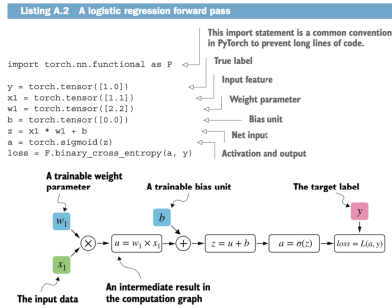 Listing A.2 A logistic regression forward pass
This import statement is a common convention
in PyTorch to prevent long lines of code.
import torch.nn.functional as F
True label
y = torch.tensor([1.0])
Input feature
x1 = torch.tensor([1.1])
Weight parameter
w1 = torch.tensor([2.2])
b = torch.tensor([0.0])
Bias unit
z = x1 * w1 + b
Net input
a = torch.sigmoid(z)
Activation and output
loss = F.binary_cross_entropy(a, y)
A trainable weight
parameter
A trainable bias unit
The target label
w₁
b
y
×
u = w₁ × x₁
+
z = u + b
a = σ(z)
loss = L(a, y)
x₁
The input data
An intermediate result in
the computation graph